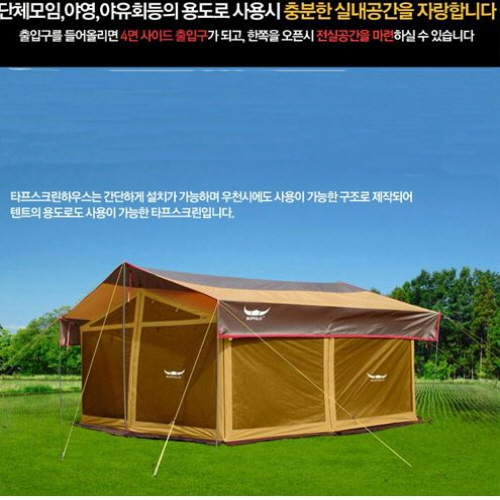 단체모임,야영,야유회등의 용도로 사용시 충분한 실내공간을 자랑합니다
출입구를 들어올리면 4면 사이드 출입구가 되고, 한쪽을 오픈시 전실공간을 마련하실 수 있습니다
타프스크린하우스는 간단하게 설치가 가능하며 우천시에도 사용이 가능한 구조로 제작되어
텐트의 용도로도 사용이 가능한 타프스크린입니다.
BUFFALO